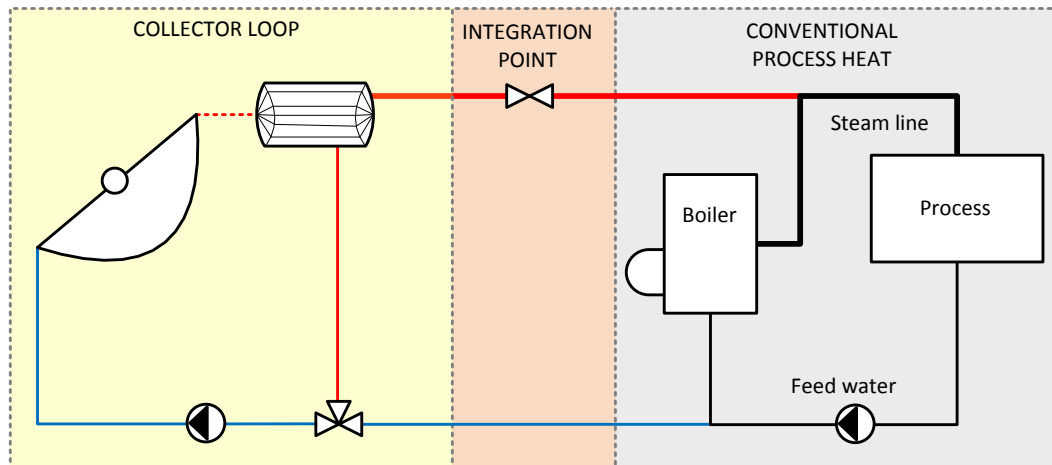 COLLECTOR LOOP
INTEGRATION
POINT
CONVENTIONAL
PROCESS HEAT
Steam line
Boiler
Process
Feed water